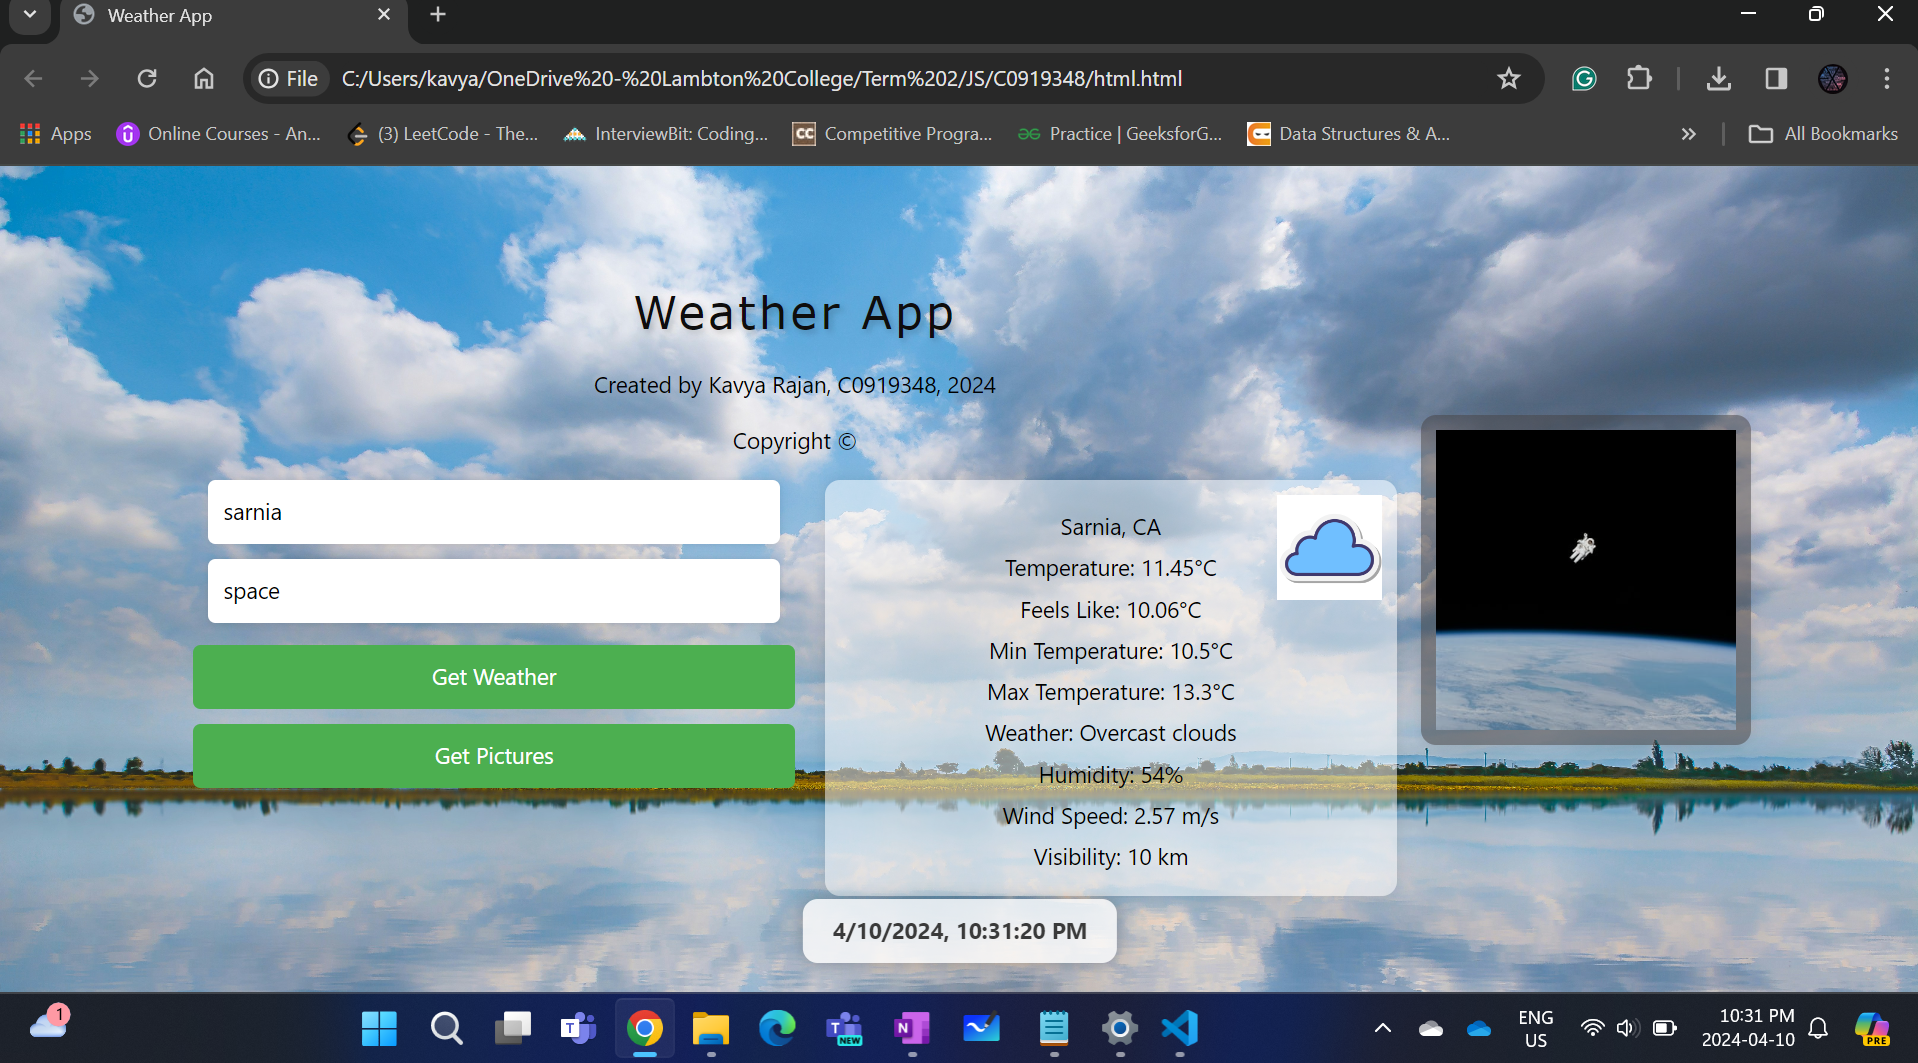 Weather App
File
C:/Users/kavya/OneDrive%20-%20Lambton%20College/Term%202/JS/C0919348/html.html
Apps
Online Courses - An...
(3) LeetCode - The...
InterviewBit: Coding...
CC
Competitive Progra...
Practice | GeeksforG...
Data Structures & A...
All Bookmarks
Weather App
Created by Kavya Rajan, C0919348, 2024
Copyright ©
sarnia
space
Get Weather
Get Pictures
Sarnia, CA
Temperature: 11.45°C
Feels Like: 10.06°C
Min Temperature: 10.5°C
Max Temperature: 13.3°C
Weather: Overcast clouds
Humidity: 54%
Wind Speed: 2.57 m/s
Visibility: 10 km
4/10/2024, 10:31:20 PM
1
T
T
NEW
N
ENG
US
10:31 PM
2024-04-10
PRE